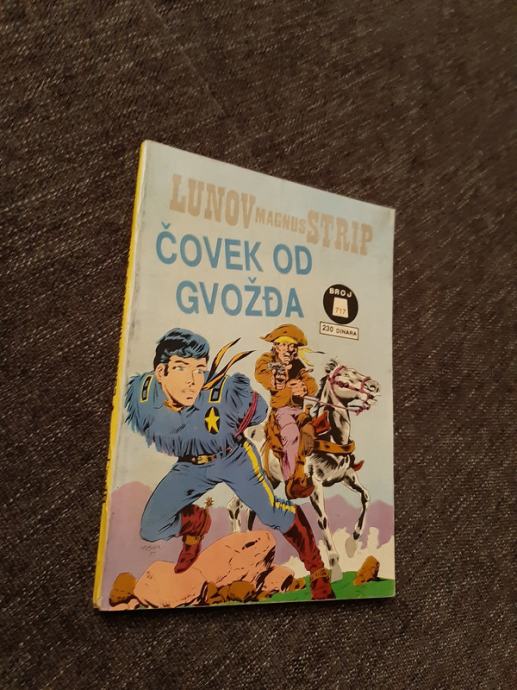 LUNOV MAGNUS STRIP
ČOVEK OD
GVOŽĐA
BROJ
717
230 DINARA